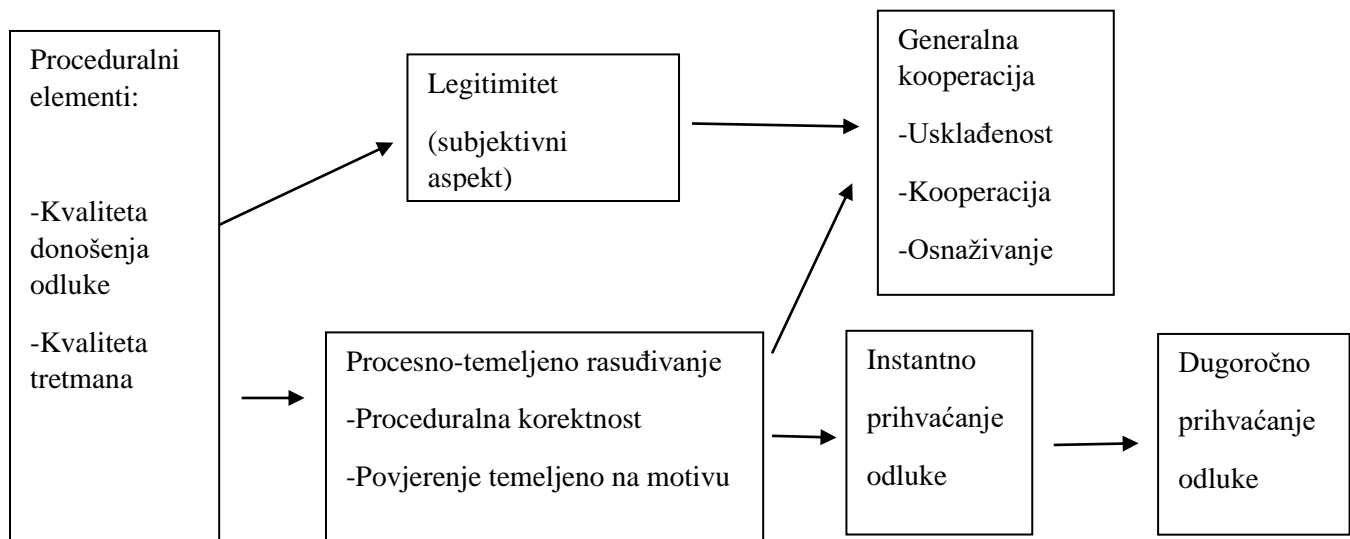 Proceduralni
elementi:
-Kvaliteta
donošenja
odluke
-Kvaliteta
tretmana
Legitimitet
(subjektivni
aspekt)
Generalna
kooperacija
-Usklađenost
-Kooperacija
-Osnaživanje
Procesno-temeljeno rasuđivanje
-Proceduralna korektnost
-Povjerenje temeljeno na motivu
Instantno
prihvaćanje
odluke
Dugoročno
prihvaćanje
odluke